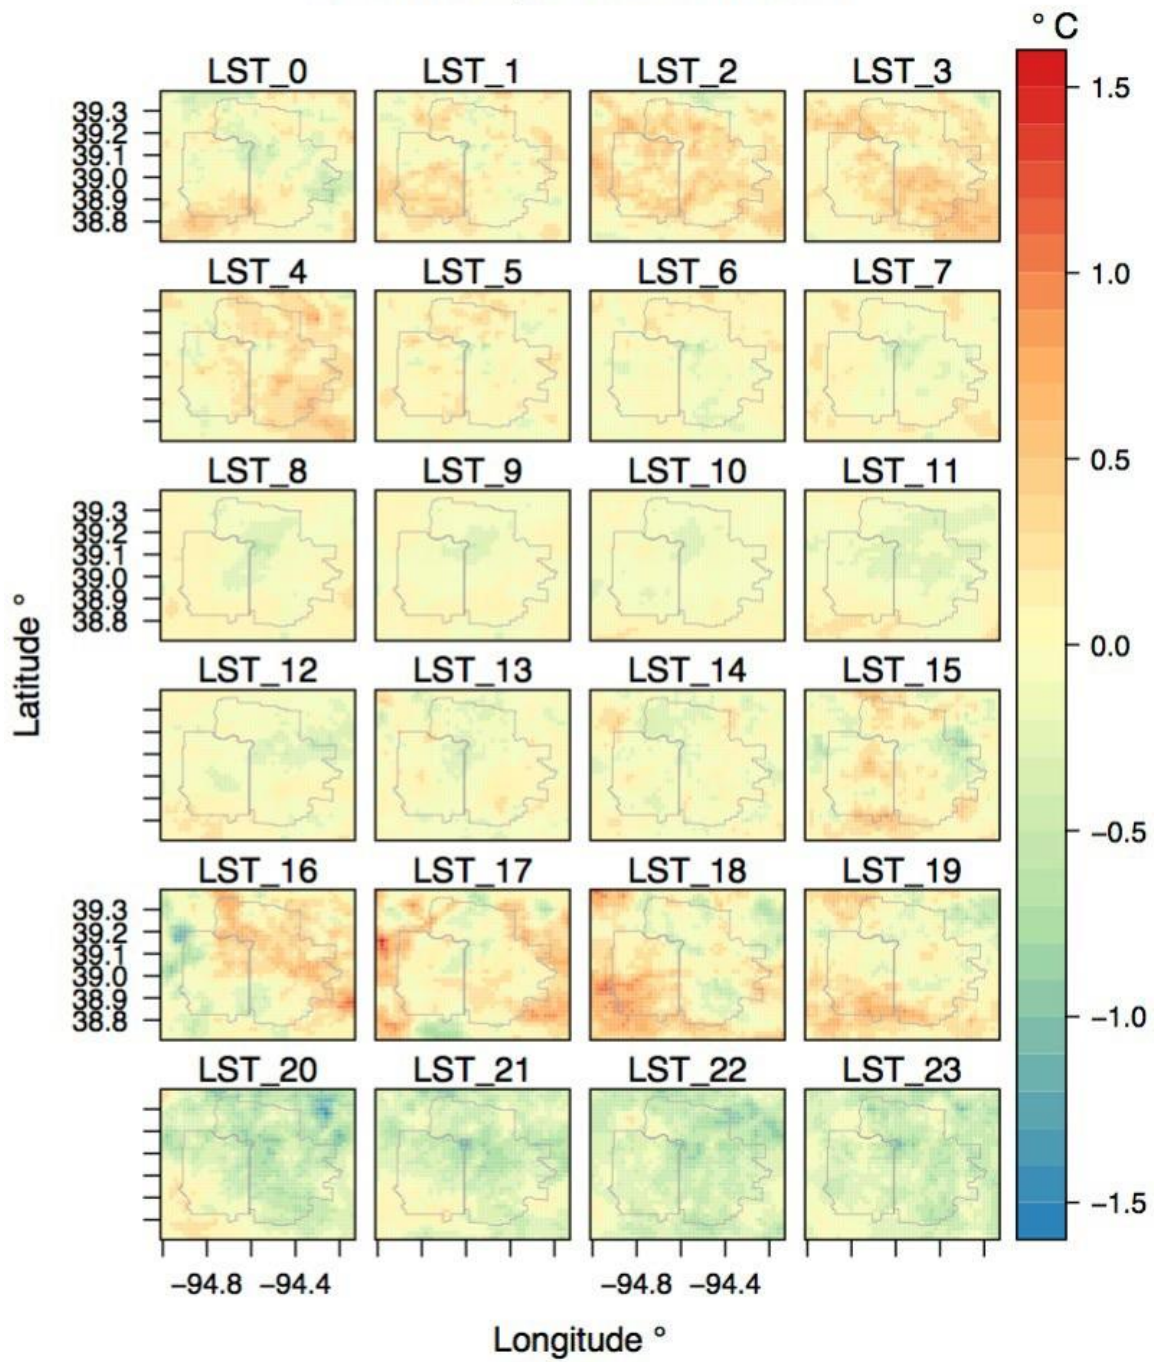 ° C
LST_0 LST_1 LST_2 LST_3
39.3
39.2
39.1
39.0
38.9
38.8
LST_4 LST_5 LST_6 LST_7
LST_8 LST_9 LST_10 LST_11
39.3
39.2
39.1
39.0
38.9
38.8
LST_12 LST_13 LST_14 LST_15
LST_16 LST_17 LST_18 LST_19
39.3
39.2
39.1
39.0
38.9
38.8
LST_20 LST_21 LST_22 LST_23
−94.8 −94.4 −94.8 −94.4
Longitude °
Latitude °
1.5
1.0
0.5
0.0
−0.5
−1.0
−1.5